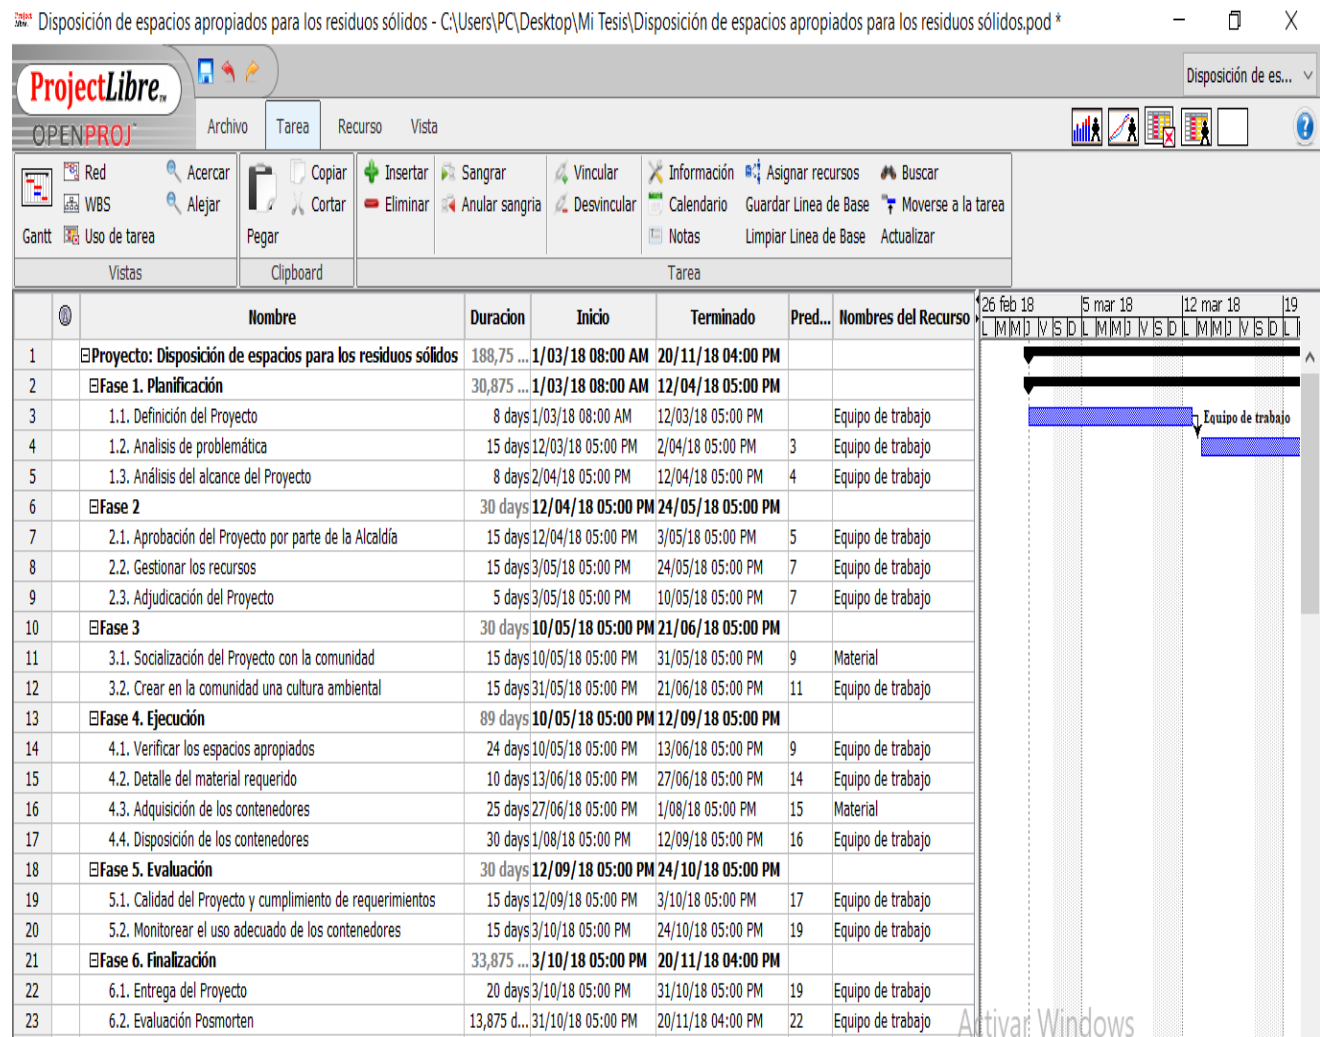 Disposición de espacios apropiados para los residuos sólidos - C:\Users\PC\Desktop\Mi Tesis\Disposición de espacios apropiados para los residuos sólidos.pod *
ProjectLibre
OPENPROJ
Disposición de es...
Archivo Tarea Recurso Vista
Red Acercar Copiar Insertar Sangrar Vincular Información Asignar recursos Buscar
WBS Alejar Cortar Eliminar Anular sangria Desvincular Calendario Guardar Linea de Base Moverse a la tarea
Gantt Uso de tarea Pegar Notas Limpiar Linea de Base Actualizar
Vistas Clipboard Tarea
Nombre Duracion Inicio Terminado Pred... Nombres del Recurso 26 feb 18 5 mar 18 12 mar 18 19
L M M J V S D L M M J V S D L M M J V S D L
1 Proyecto: Disposición de espacios para los residuos sólidos 188,75 ... 1/03/18 08:00 AM 20/11/18 04:00 PM
2 Fase 1. Planificación 30,875 ... 1/03/18 08:00 AM 12/04/18 05:00 PM
3 1.1. Definición del Proyecto 8 days 1/03/18 08:00 AM 12/03/18 05:00 PM Equipo de trabajo Equipo de trabajo
4 1.2. Analisis de problemática 15 days 12/03/18 05:00 PM 2/04/18 05:00 PM 3 Equipo de trabajo
5 1.3. Análisis del alcance del Proyecto 8 days 2/04/18 05:00 PM 12/04/18 05:00 PM 4 Equipo de trabajo
6 Fase 2 30 days 12/04/18 05:00 PM 24/05/18 05:00 PM
7 2.1. Aprobación del Proyecto por parte de la Alcaldía 15 days 12/04/18 05:00 PM 3/05/18 05:00 PM 5 Equipo de trabajo
8 2.2. Gestionar los recursos 15 days 3/05/18 05:00 PM 24/05/18 05:00 PM 7 Equipo de trabajo
9 2.3. Adjudicación del Proyecto 5 days 3/05/18 05:00 PM 10/05/18 05:00 PM 7 Equipo de trabajo
10 Fase 3 30 days 10/05/18 05:00 PM 21/06/18 05:00 PM
11 3.1. Socialización del Proyecto con la comunidad 15 days 10/05/18 05:00 PM 31/05/18 05:00 PM 9 Material
12 3.2. Crear en la comunidad una cultura ambiental 15 days 31/05/18 05:00 PM 21/06/18 05:00 PM 11 Equipo de trabajo
13 Fase 4. Ejecución 89 days 10/05/18 05:00 PM 12/09/18 05:00 PM
14 4.1. Verificar los espacios apropiados 24 days 10/05/18 05:00 PM 13/06/18 05:00 PM 9 Equipo de trabajo
15 4.2. Detalle del material requerido 10 days 13/06/18 05:00 PM 27/06/18 05:00 PM 14 Equipo de trabajo
16 4.3. Adquisición de los contenedores 25 days 27/06/18 05:00 PM 1/08/18 05:00 PM 15 Material
17 4.4. Disposición de los contenedores 30 days 1/08/18 05:00 PM 12/09/18 05:00 PM 16 Equipo de trabajo
18 Fase 5. Evaluación 30 days 12/09/18 05:00 PM 24/10/18 05:00 PM
19 5.1. Calidad del Proyecto y cumplimiento de requerimientos 15 days 12/09/18 05:00 PM 3/10/18 05:00 PM 17 Equipo de trabajo
20 5.2. Monitorear el uso adecuado de los contenedores 15 days 3/10/18 05:00 PM 24/10/18 05:00 PM 19 Equipo de trabajo
21 Fase 6. Finalización 33,875 ... 3/10/18 05:00 PM 20/11/18 04:00 PM
22 6.1. Entrega del Proyecto 20 days 3/10/18 05:00 PM 31/10/18 05:00 PM 19 Equipo de trabajo
23 6.2. Evaluación Posmorten 13,875 d... 31/10/18 05:00 PM 20/11/18 04:00 PM 22 Equipo de trabajo
Activar Windows